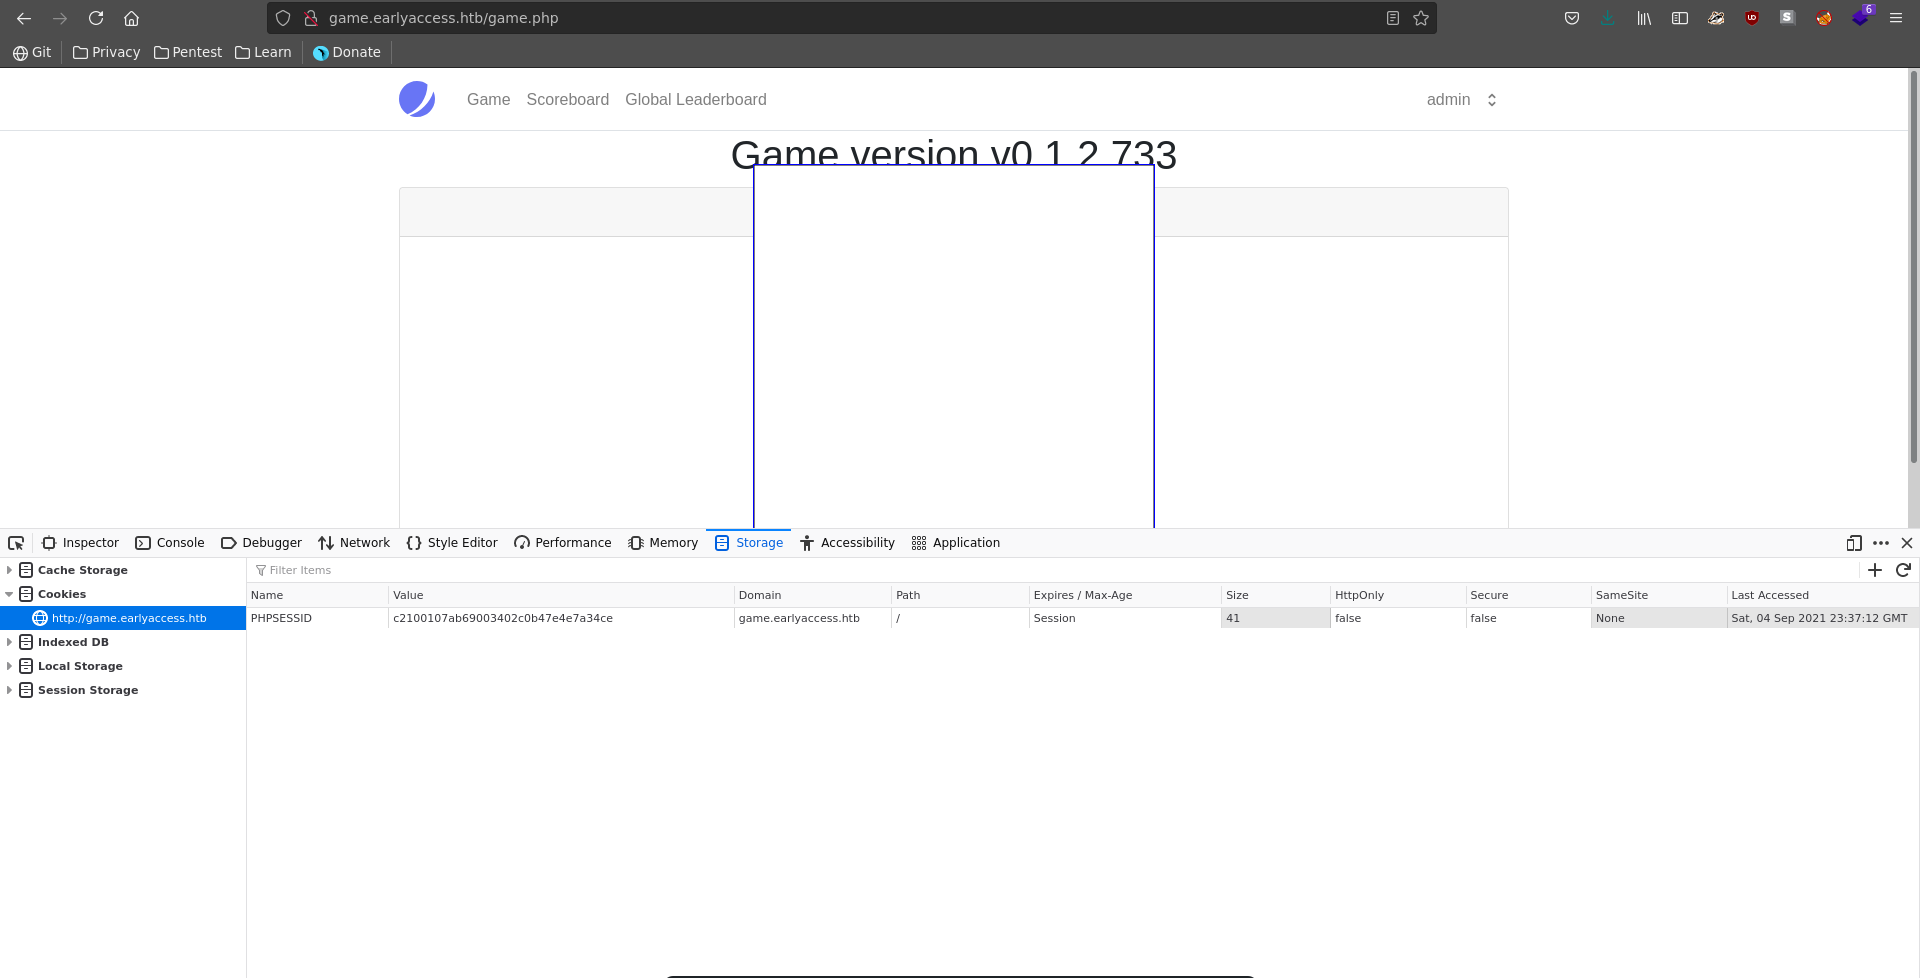 game.earlyaccess.htb/game.php
6
Git Privacy Pentest Learn Donate
Game Scoreboard Global Leaderboard admin
Game version v0.1.2.733
Inspector Console Debugger Network Style Editor Performance Memory Storage Accessibility Application
Cache Storage
Cookies
http://game.earlyaccess.htb
Indexed DB
Local Storage
Session Storage
Filter Items
Name Value Domain Path Expires / Max-Age Size HttpOnly Secure SameSite Last Accessed
PHPSESSID c2100107ab69003402c0b47e4e7a34ce game.earlyaccess.htb / Session 41 false false None Sat, 04 Sep 2021 23:37:12 GMT